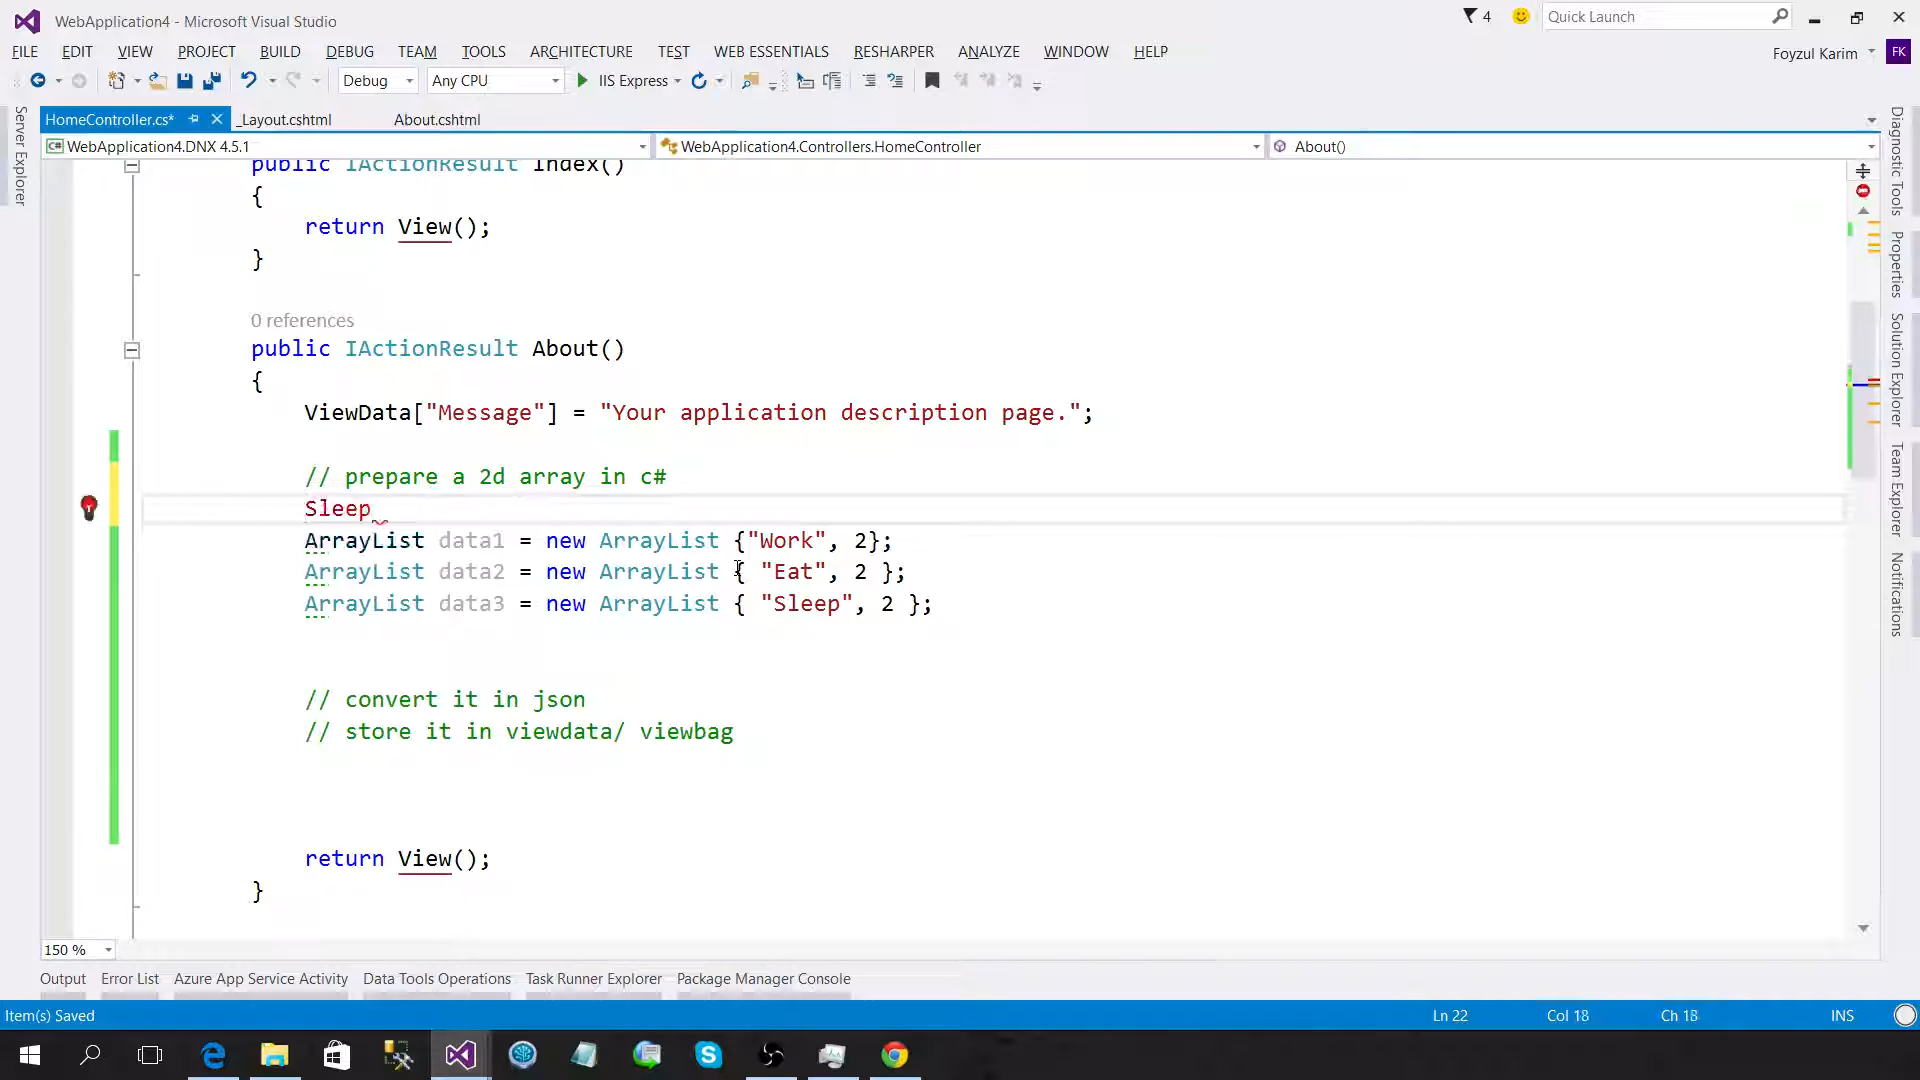 WebApplication4 - Microsoft Visual Studio
4
Quick Launch
FILE EDIT VIEW PROJECT BUILD DEBUG TEAM TOOLS ARCHITECTURE TEST WEB ESSENTIALS RESHARPER ANALYZE WINDOW HELP
Foyzul Karim FK
Debug Any CPU IIS Express
Server Explorer
HomeController.cs* _Layout.cshtml About.cshtml
C# WebApplication4.DNX 4.5.1 WebApplication4.Controllers.HomeController About()
public IActionResult Index()
{
return View();
}
0 references
public IActionResult About()
{
ViewData["Message"] = "Your application description page.";
// prepare a 2d array in c#
Sleep
ArrayList data1 = new ArrayList {"Work", 2};
ArrayList data2 = new ArrayList { "Eat", 2 };
ArrayList data3 = new ArrayList { "Sleep", 2 };
// convert it in json
// store it in viewdata/ viewbag
return View();
}
Diagnostic Tools
Properties
Solution Explorer
Team Explorer
Notifications
150 %
Output Error List Azure App Service Activity Data Tools Operations Task Runner Explorer Package Manager Console
Item(s) Saved Ln 22 Col 18 Ch 18 INS